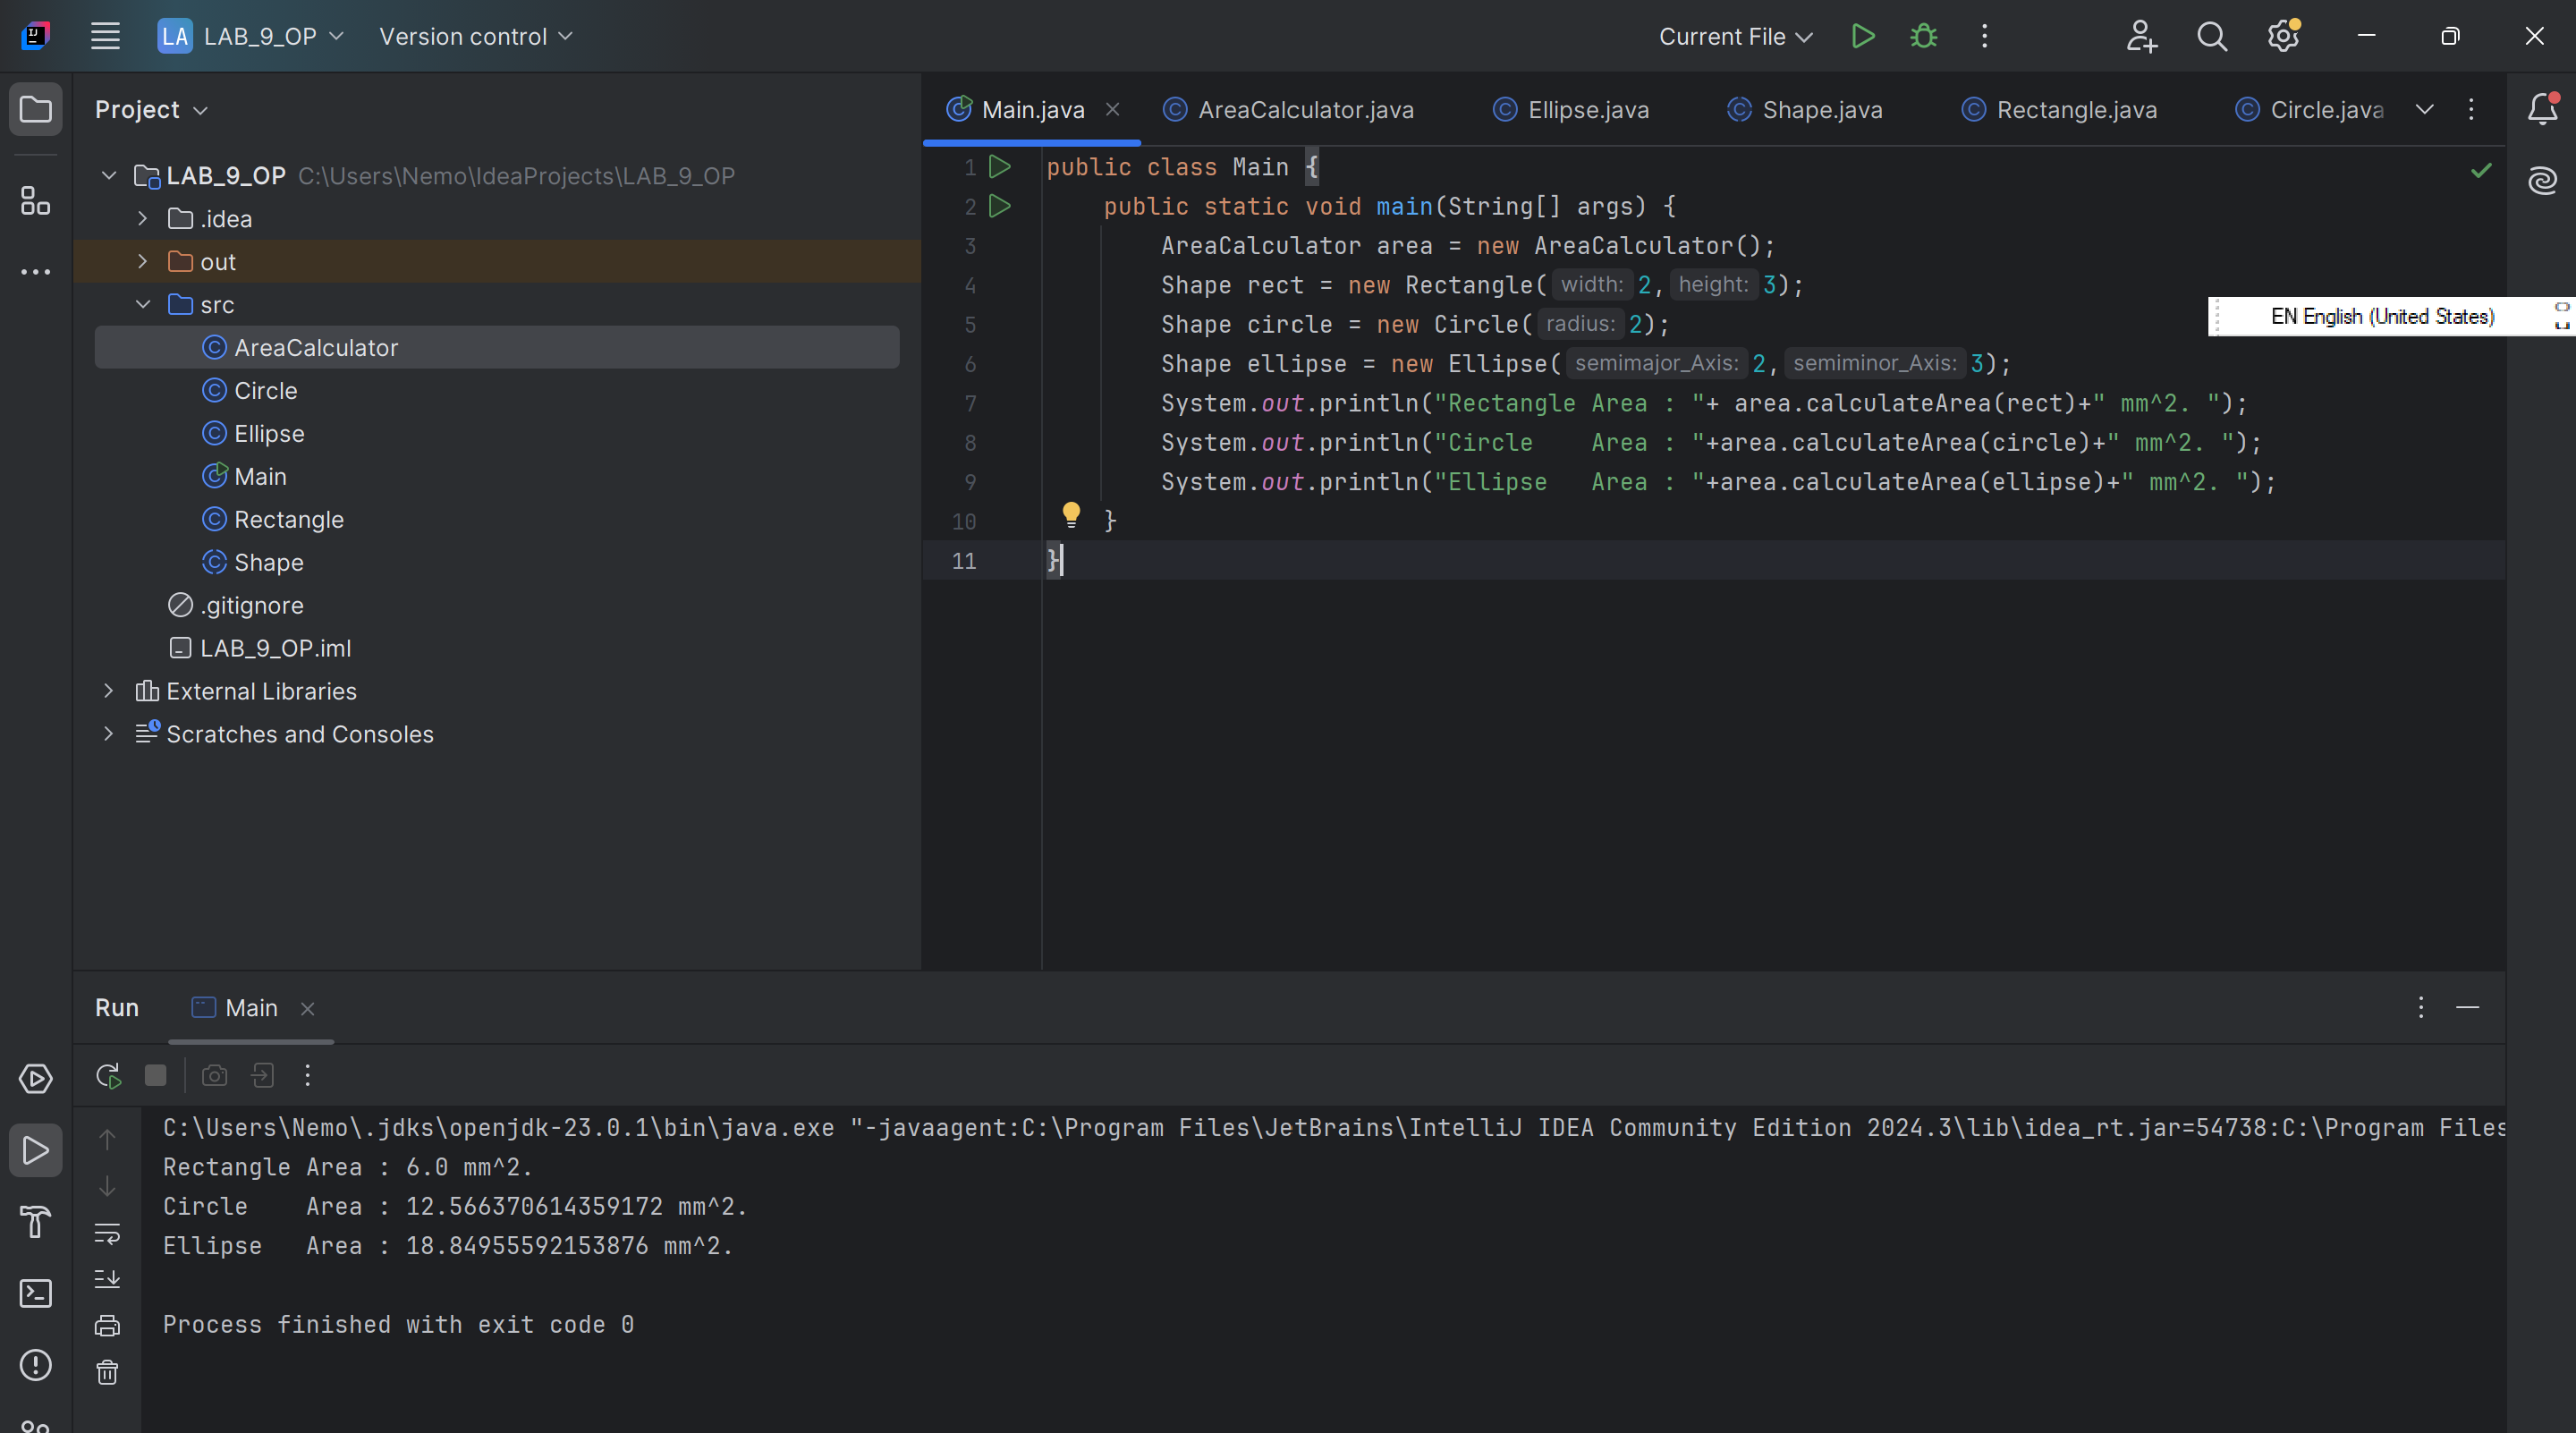 LA LAB_9_OP Version control Current File
Project
LAB_9_OP C:\Users\Nemo\IdeaProjects\LAB_9_OP
.idea
out
src
AreaCalculator
Circle
Ellipse
Main
Rectangle
Shape
.gitignore
LAB_9_OP.iml
External Libraries
Scratches and Consoles
Main.java AreaCalculator.java Ellipse.java Shape.java Rectangle.java Circle.java
1 public class Main {
2 public static void main(String[] args) {
3 AreaCalculator area = new AreaCalculator();
4 Shape rect = new Rectangle( width: 2, height: 3);
5 Shape circle = new Circle( radius: 2);
6 Shape ellipse = new Ellipse( semimajor_Axis: 2, semiminor_Axis: 3);
7 System.out.println("Rectangle Area : "+ area.calculateArea(rect)+" mm^2. ");
8 System.out.println("Circle    Area : "+area.calculateArea(circle)+" mm^2. ");
9 System.out.println("Ellipse   Area : "+area.calculateArea(ellipse)+" mm^2. ");
10 }
11 }
EN English (United States)
Run Main
C:\Users\Nemo\.jdks\openjdk-23.0.1\bin\java.exe "-javaagent:C:\Program Files\JetBrains\IntelliJ IDEA Community Edition 2024.3\lib\idea_rt.jar=54738:C:\Program Files
Rectangle Area : 6.0 mm^2.
Circle    Area : 12.566370614359172 mm^2.
Ellipse   Area : 18.84955592153876 mm^2.
Process finished with exit code 0